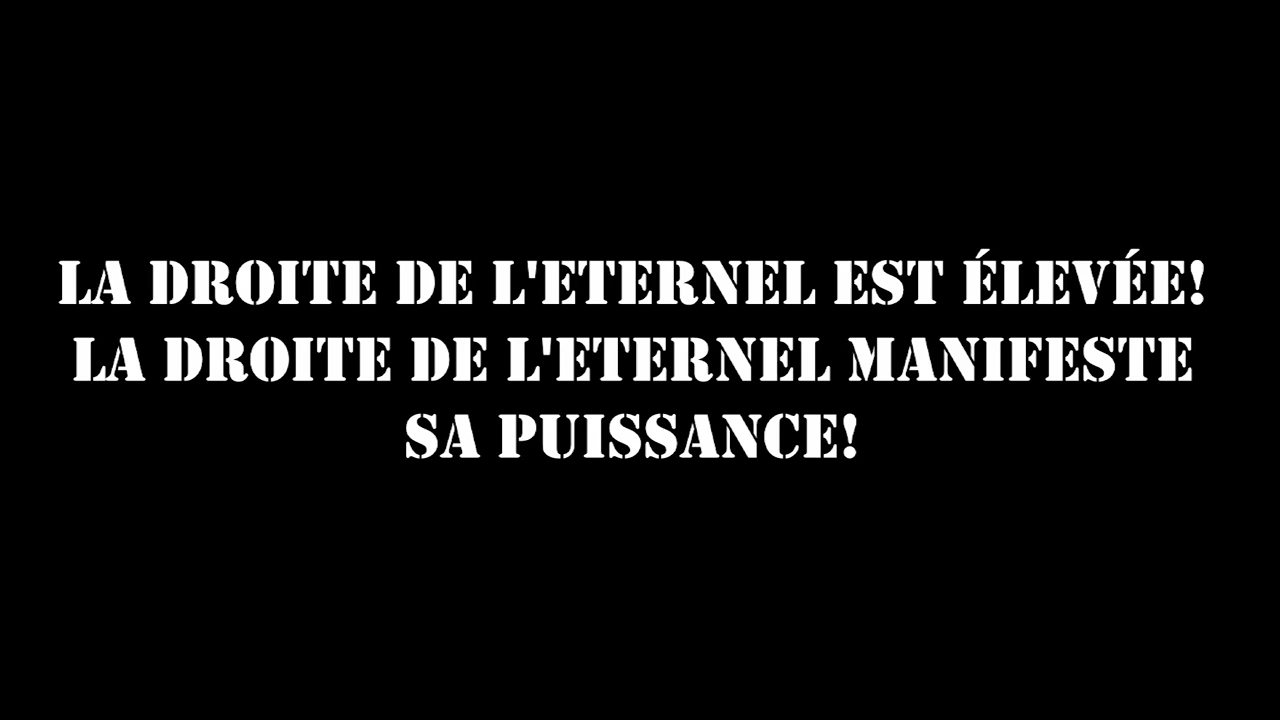 LA DROITE DE L'ETERNEL EST ÉLEVÉE!
LA DROITE DE L'ETERNEL MANIFESTE
SA PUISSANCE!